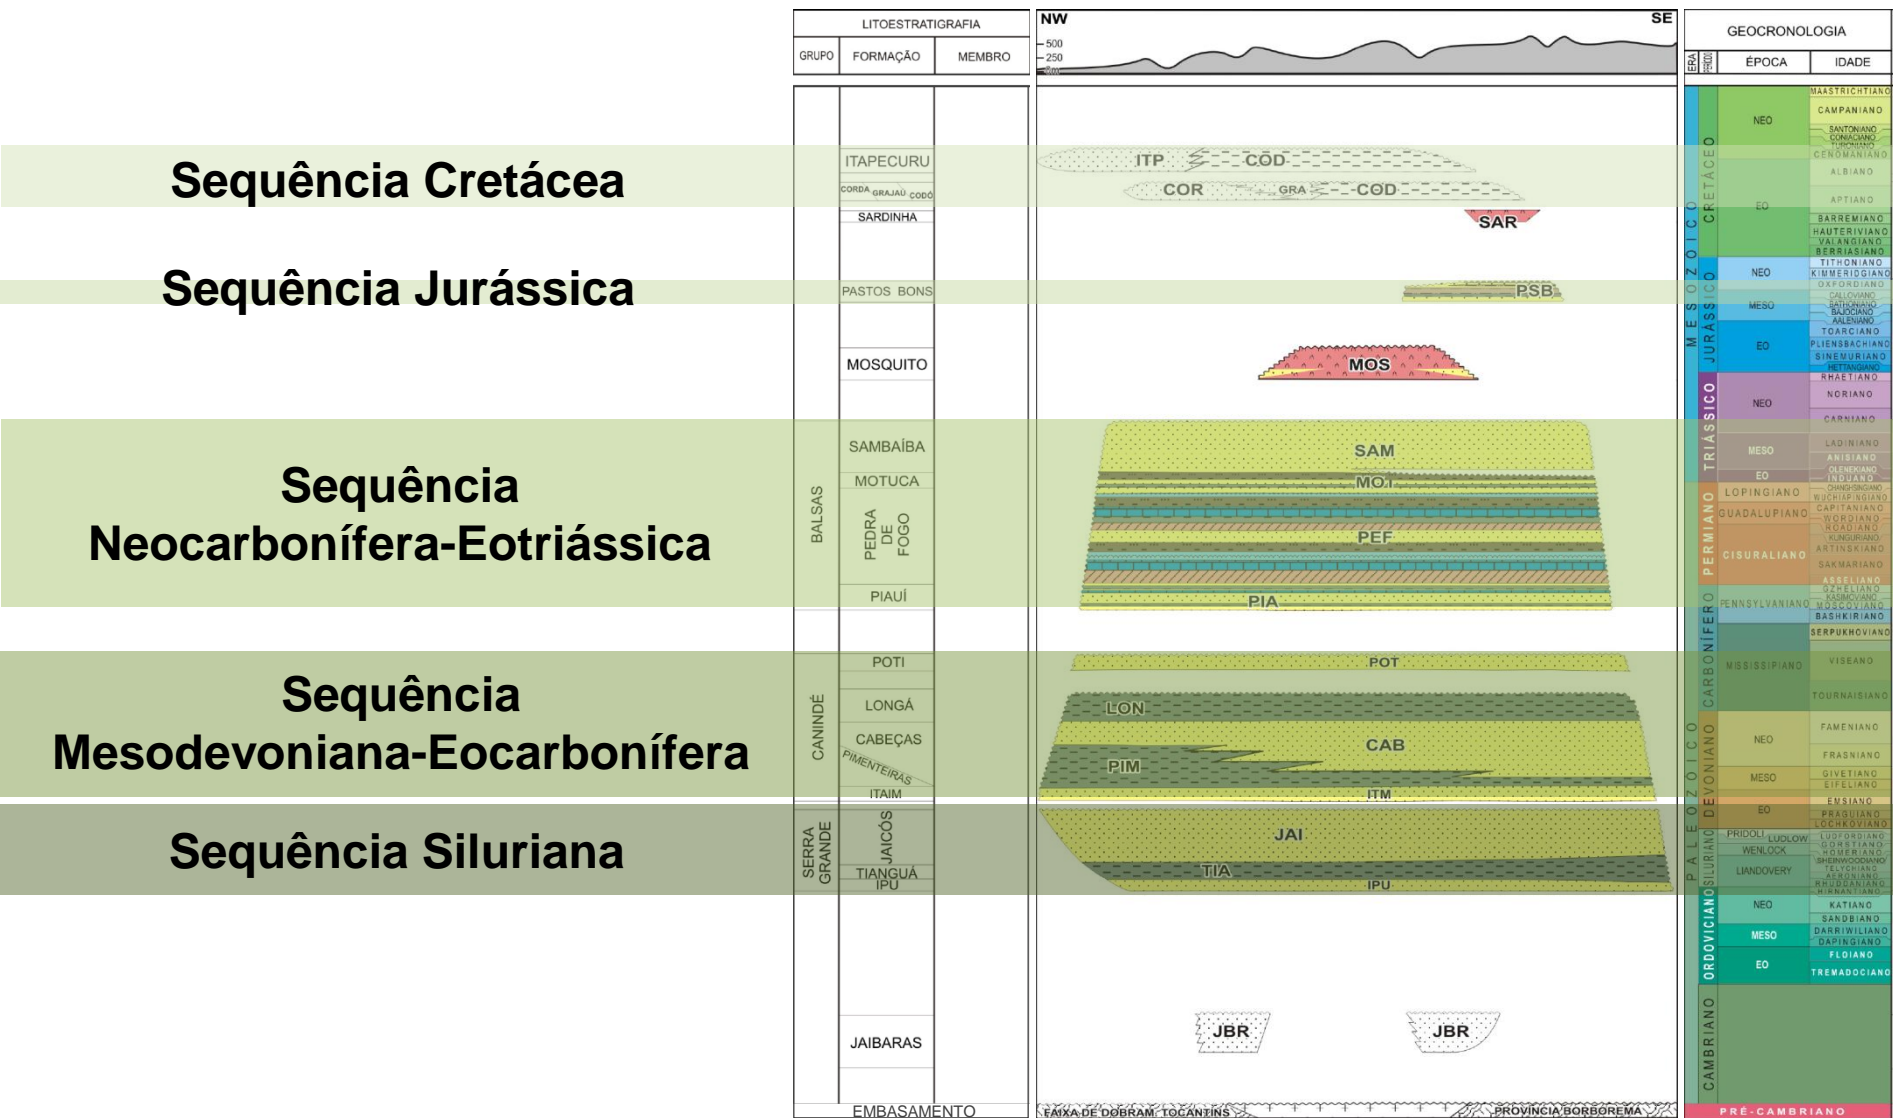 Sequência Cretácea
Sequência Jurássica
Sequência
Neocarbonífera-Eotriássica
Sequência
Mesodevoniana-Eocarbonífera
Sequência Siluriana
LITOESTRATIGRAFIA
GRUPO FORMAÇÃO MEMBRO
ITAPECURU
CORDA GRAJAÚ CODÓ
SARDINHA
PASTOS BONS
MOSQUITO
BALSAS
SAMBAÍBA
MOTUCA
PEDRA
DE
FOGO
PIAUÍ
CANINDÉ
POTI
LONGÁ
CABEÇAS
PIMENTEIRAS
ITAIM
SERRA
GRANDE
JAICÓS
TIANGUÁ
IPU
JAIBARAS
EMBASAMENTO
NW SE
500
250
ITP COD
COR GRA COD
SAR
PSB
MOS
SAM
MOT
PEF
PIA
POT
LON
CAB
PIM
ITM
JAI
TIA
IPU
JBR JBR
FAIXA DE DOBRAM. TOCANTINS PROVÍNCIA BORBOREMA
GEOCRONOLOGIA
ERA PERÍODO ÉPOCA IDADE
MESOZOICO
PALEOZÓICO
CRETÁCEO
JURÁSSICO
TRIÁSSICO
PERMIANO
CARBONÍFERO
DEVONIANO
SILURIANO
ORDOVICIANO
CAMBRIANO
NEO
EO
NEO
MESO
EO
NEO
MESO
EO
LOPINGIANO
GUADALUPIANO
CISURALIANO
PENNSYLVANIANO
MISSISSIPIANO
NEO
MESO
EO
PRIDOLI
LUDLOW
WENLOCK
LIANDOVERY
NEO
MESO
EO
MAASTRICHTIANO
CAMPANIANO
SANTONIANO
CONIACIANO
TURONIANO
CENOMANIANO
ALBIANO
APTIANO
BARREMIANO
HAUTERIVIANO
VALANGIANO
BERRIASIANO
TITHONIANO
KIMMERIDGIANO
OXFORDIANO
CALLOVIANO
BATHONIANO
BAJOCIANO
AALENIANO
TOARCIANO
PLIENSBACHIANO
SINEMURIANO
HETTANGIANO
RHAETIANO
NORIANO
CARNIANO
LADINIANO
ANISIANO
OLENEKIANO
INDUANO
CHANGHSINGIANO
WUCHIAPINGIANO
CAPITANIANO
WORDIANO
ROADIANO
KUNGURIANO
ARTINSKIANO
SAKMARIANO
ASSELIANO
GZHELIANO
KASIMOVIANO
MOSCOVIANO
BASHKIRIANO
SERPUKHOVIANO
VISEANO
TOURNAISIANO
FAMENIANO
FRASNIANO
GIVETIANO
EIFELIANO
EMSIANO
PRAGUIANO
LOCHKOVIANO
LUDFORDIANO
GORSTIANO
HOMERIANO
SHEINWOODIANO
TELYCHIANO
AERONIANO
RHUDDANIANO
HIRNANTIANO
KATIANO
SANDBIANO
DARRIWILIANO
DAPINGIANO
FLOIANO
TREMADOCIANO
PRÉ-CAMBRIANO